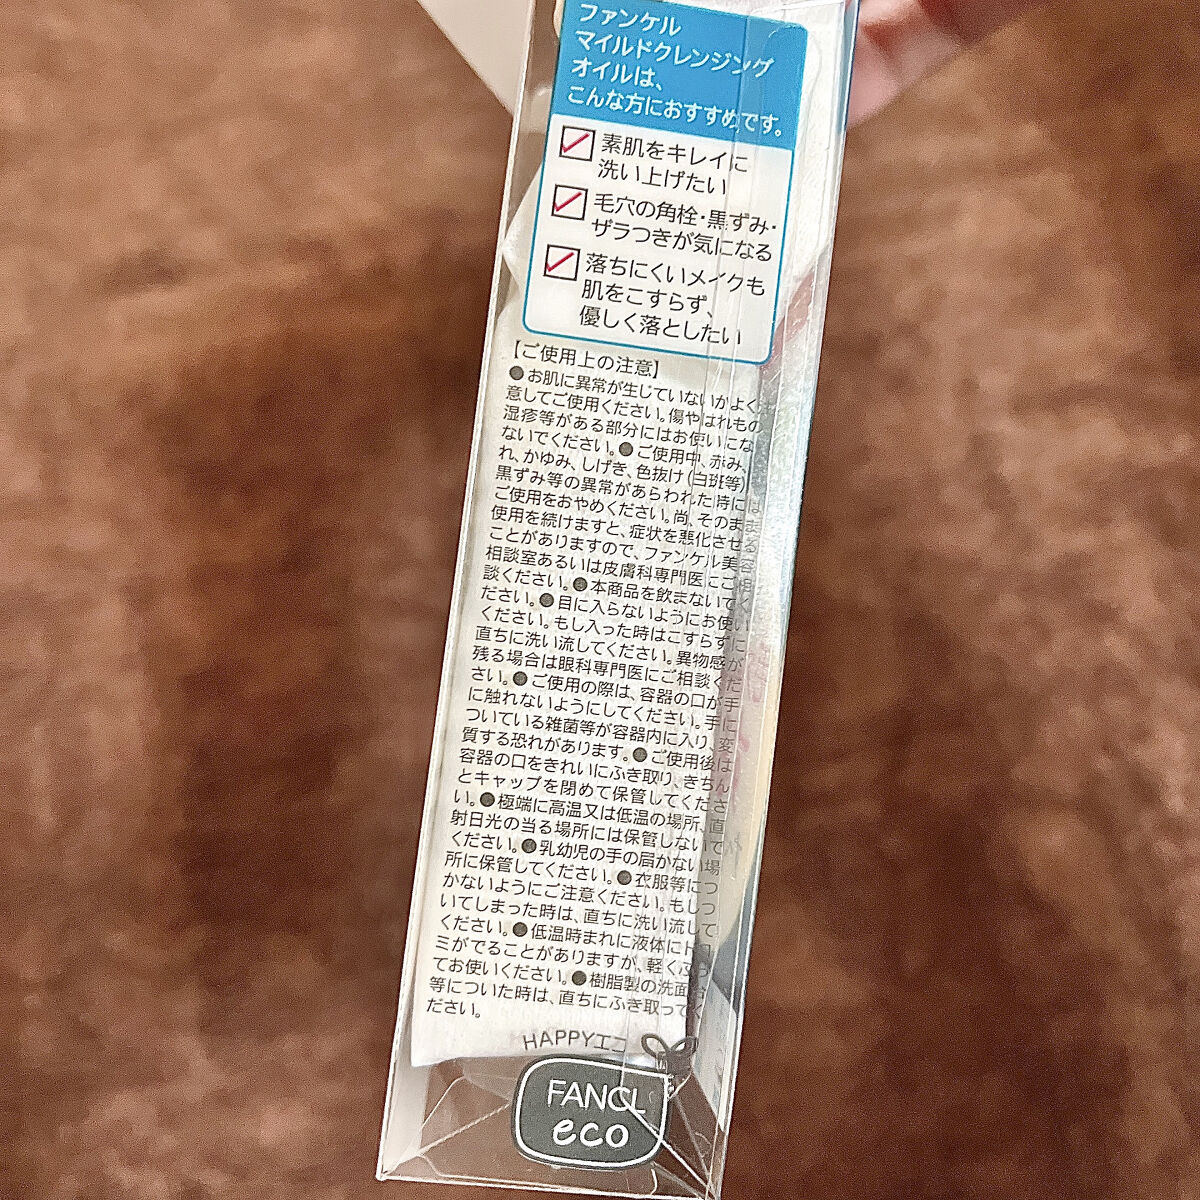 ファンケル
マイルドクレンジング
オイルは、
こんな方におすすめです。
素肌をキレイに
洗い上げたい
毛穴の角栓・黒ずみ・
ザラつきが気になる
落ちにくいメイクも
肌をこすらず、
優しく落としたい
【ご使用上の注意】
●お肌に異常が生じていないかよく注
意してご使用ください。傷やはれもの、
湿疹等がある部分にはお使いにな
ないでください。●ご使用中、赤み、
れ、かゆみ、しげき、色抜け(白斑等)
黒ずみ等の異常があらわれた時には
ご使用をおやめください。尚、そのまま
使用を続けますと、症状を悪化させる
ことがありますので、ファンケル美容
相談室あるいは皮膚科専門医にご相
談ください。●本商品を飲まないでく
ださい。●目に入らないようにお使い
ください。もし入った時はこすらずに
直ちに洗い流してください。異物感が
残る場合は眼科専門医にご相談くだ
さい。●ご使用の際は、容器の口が手
に触れないようにしてください。手に
ついている雑菌等が容器内に入り、変
質する恐れがあります。●ご使用後は
容器の口をきれいにふき取り、きちん
とキャップを閉めて保管してくださ
い。●極端に高温又は低温の場所、直
射日光の当る場所には保管しないで
ください。●乳幼児の手の届かない場
所に保管してください。●衣服等につ
かないようにご注意ください。もしつ
いてしまった時は、直ちに洗い流して
ください。●低温時まれに液体にトロ
ミがでることがありますが、軽くふっ
てお使いください。●樹脂製の洗面台
等についた時は、直ちにふき取ってく
ださい。
HAPPYエコ
FANCL
eco